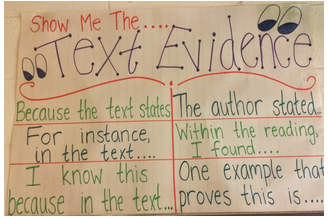 Show Me The.....
Text Evidence
Because the text states
The author stated...
For instance,
in the text....
Within the reading,
I found....
I know this
because in the text...
One example that
proves this is....